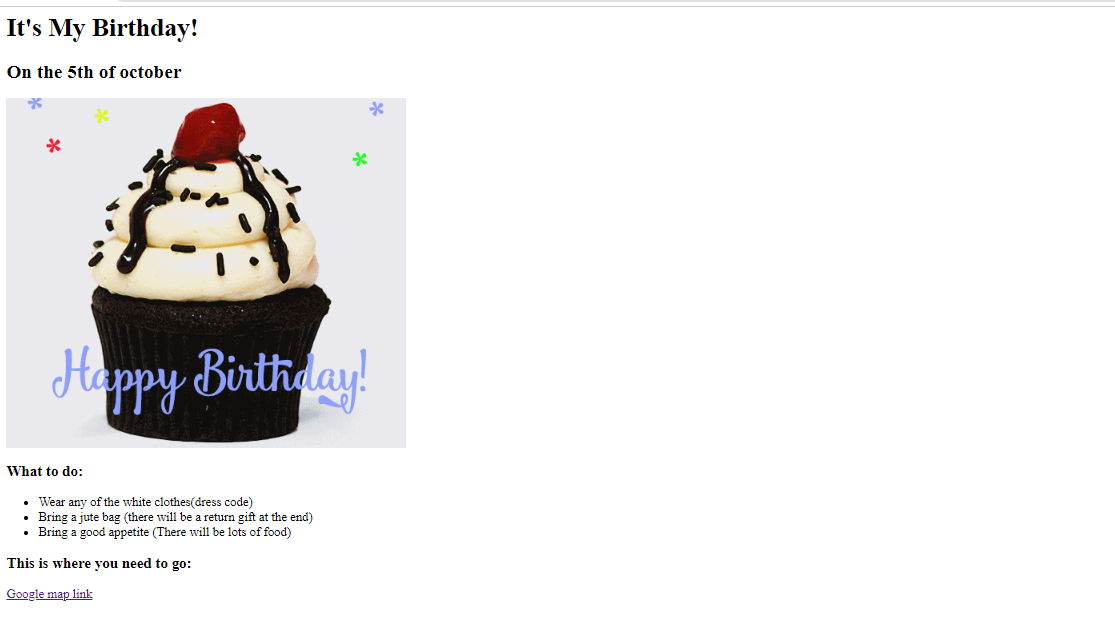 It's My Birthday!
On the 5th of october
Happy Birthday!
What to do:
Wear any of the white clothes(dress code)
Bring a jute bag (there will be a return gift at the end)
Bring a good appetite (There will be lots of food)
This is where you need to go:
Google map link